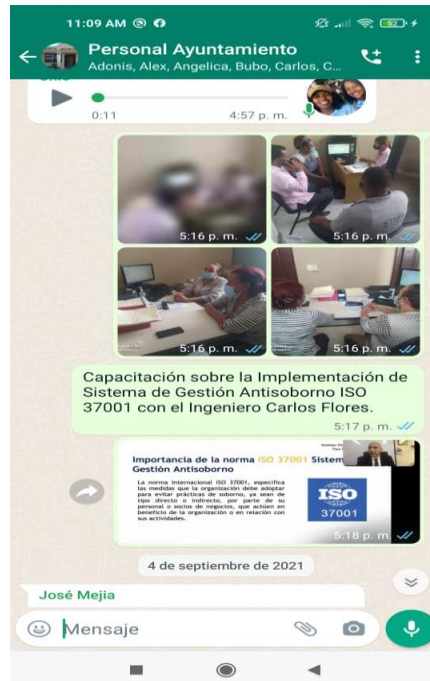 11:09 AM
52
Personal Ayuntamiento
Adonis, Alex, Angelica, Bubo, Carlos, C...
0:11
4:57 p. m.
5:16 p. m.
5:16 p. m.
5:16 p. m.
5:16 p. m.
Capacitación sobre la Implementación de
Sistema de Gestión Antisoborno ISO
37001 con el Ingeniero Carlos Flores.
5:17 p. m.
Importancia de la norma ISO 37001 Sistem
Gestión Antisoborno
La norma internacional ISO 37001, especifica
las medidas que la organización debe adoptar
para evitar prácticas de soborno, ya sean de
tipo directo o indirecto, por parte de su
personal o socios de negocios, que actúen en
beneficio de la organización o en relación con
sus actividades.
ISO
37001
5:18 p. m.
4 de septiembre de 2021
José Mejia
Mensaje